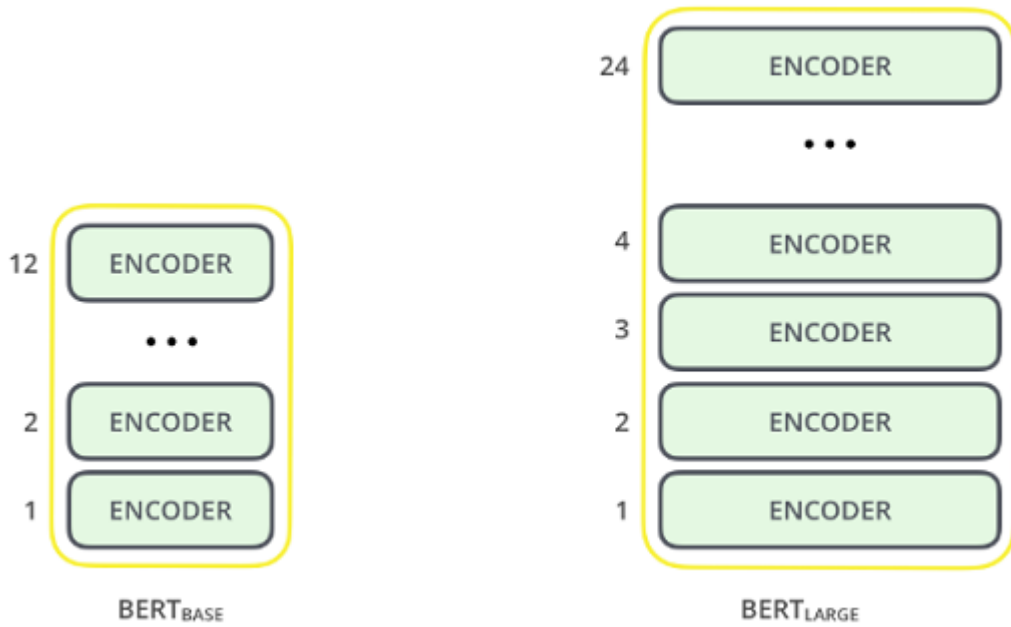 12 ENCODER
...
2 ENCODER
1 ENCODER
BERTBASE
24 ENCODER
...
4 ENCODER
3 ENCODER
2 ENCODER
1 ENCODER
BERTLARGE